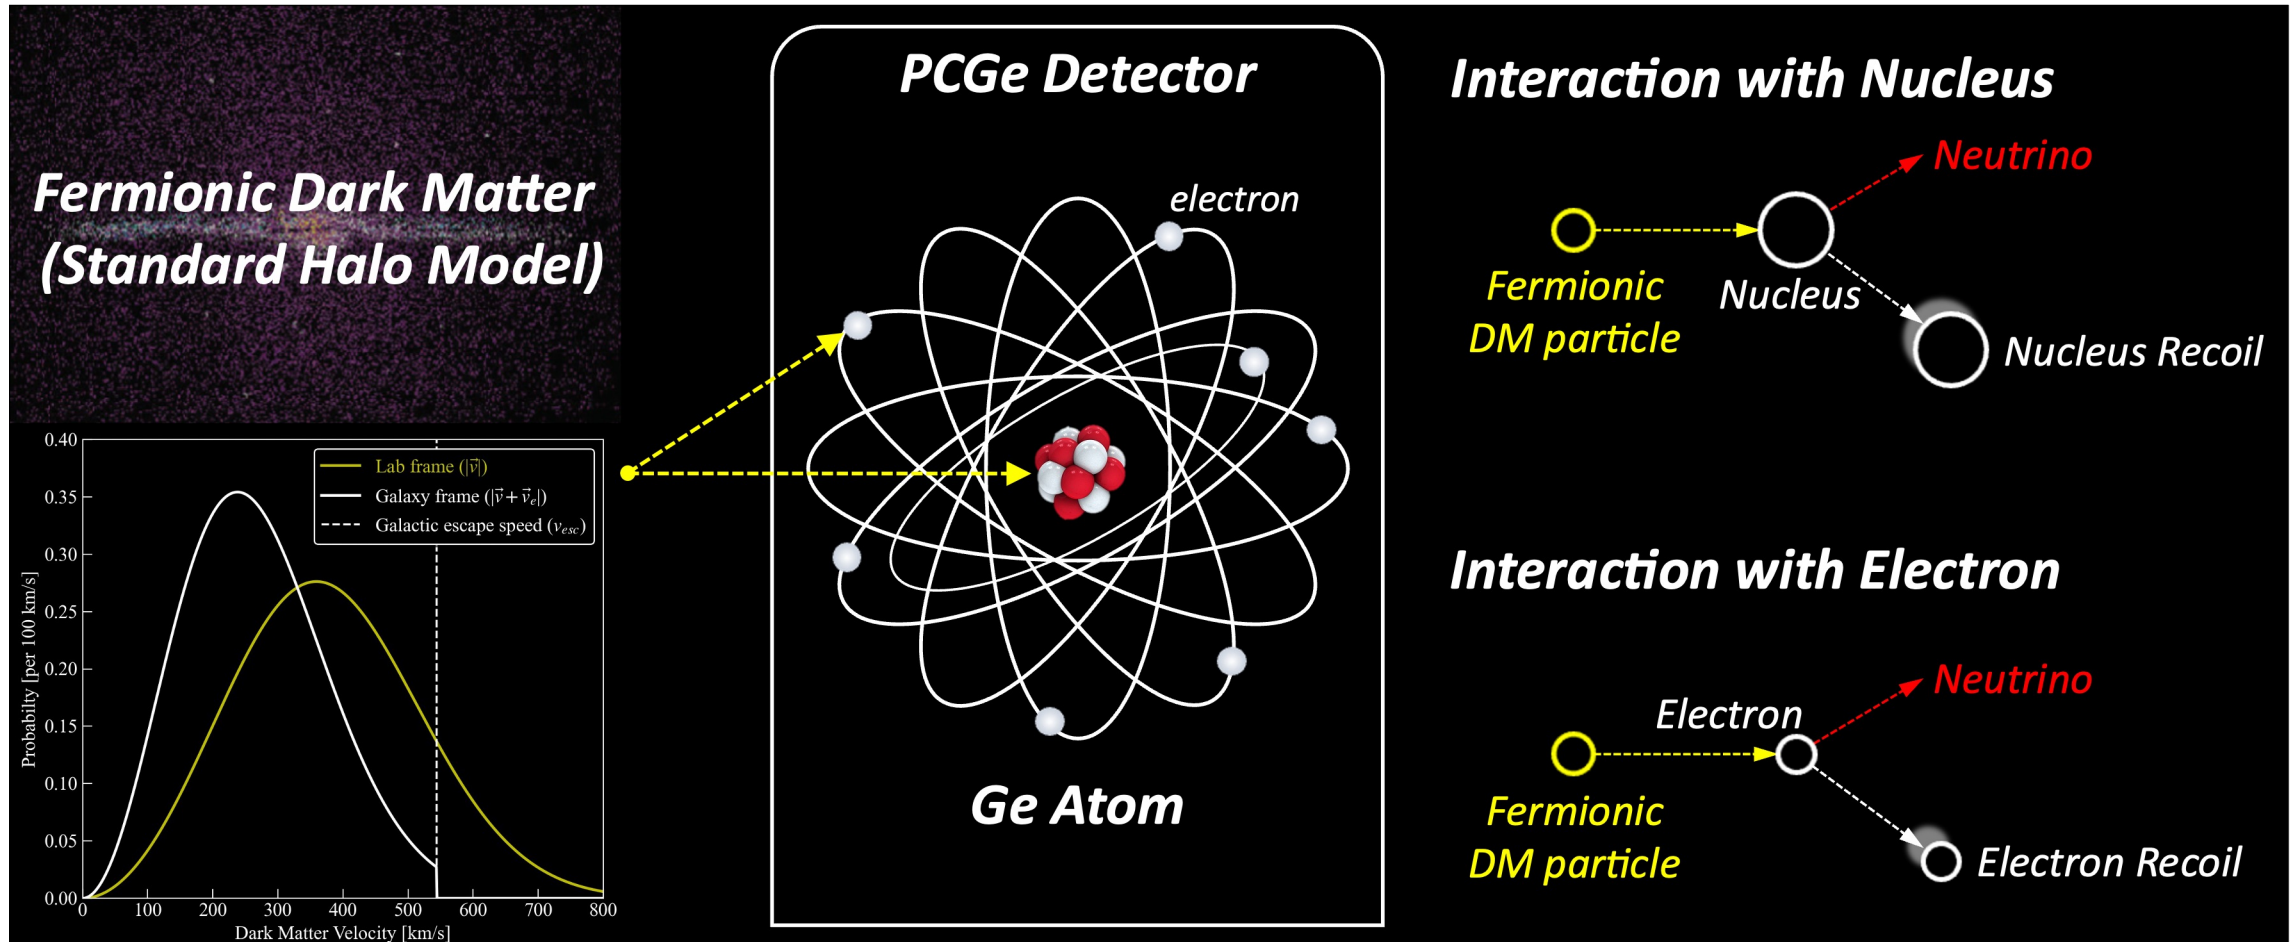 Fermionic Dark Matter
(Standard Halo Model)
0.40
0.35
0.30
0.25
0.20
0.15
0.10
0.05
0.00
Probabilty [per 100 km/s]
Lab frame (|v⃗|)
Galaxy frame (|v⃗ + v⃗ₑ|)
Galactic escape speed (vₑₛ꜀)
0 100 200 300 400 500 600 700 800
Dark Matter Velocity [km/s]
PCGe Detector
electron
Ge Atom
Interaction with Nucleus
Neutrino
Fermionic
DM particle
Nucleus
Nucleus Recoil
Interaction with Electron
Neutrino
Electron
Fermionic
DM particle
Electron Recoil